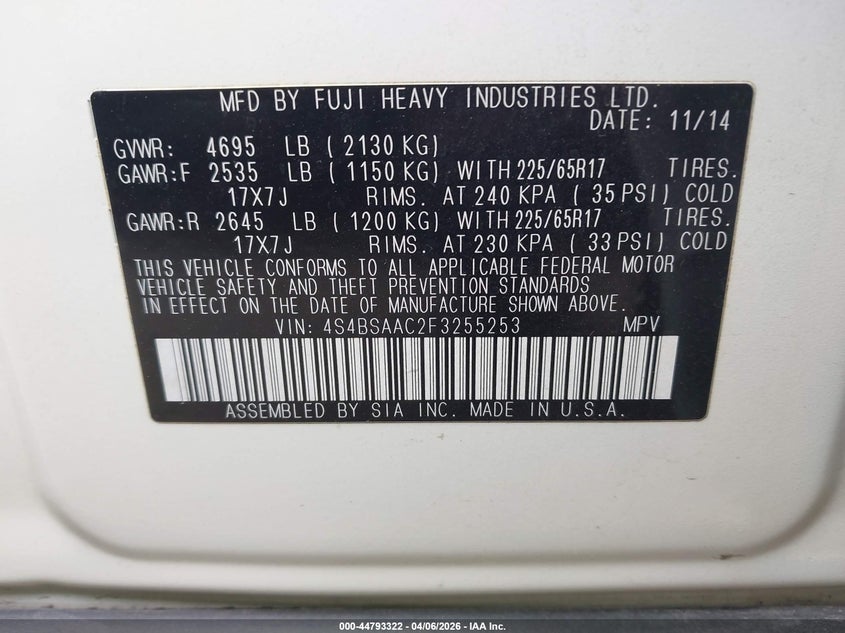 MFD BY FUJI HEAVY INDUSTRIES LTD.
DATE: 11/14
GVWR: 4695 LB ( 2130 KG)
GAWR:F 2535 LB ( 1150 KG) WITH 225/65R17 TIRES.
17X7J RIMS. AT 240 KPA ( 35 PSI) COLD
GAWR:R 2645 LB ( 1200 KG) WITH 225/65R17 TIRES.
17X7J RIMS. AT 230 KPA ( 33 PSI) COLD
THIS VEHICLE CONFORMS TO ALL APPLICABLE FEDERAL MOTOR
VEHICLE SAFETY AND THEFT PREVENTION STANDARDS
IN EFFECT ON THE DATE OF MANUFACTURE SHOWN ABOVE.
VIN: 4S4BSAAC2F3255253 MPV
ASSEMBLED BY SIA INC. MADE IN U.S.A.
000-44793322 - 04/06/2026 - IAA Inc.